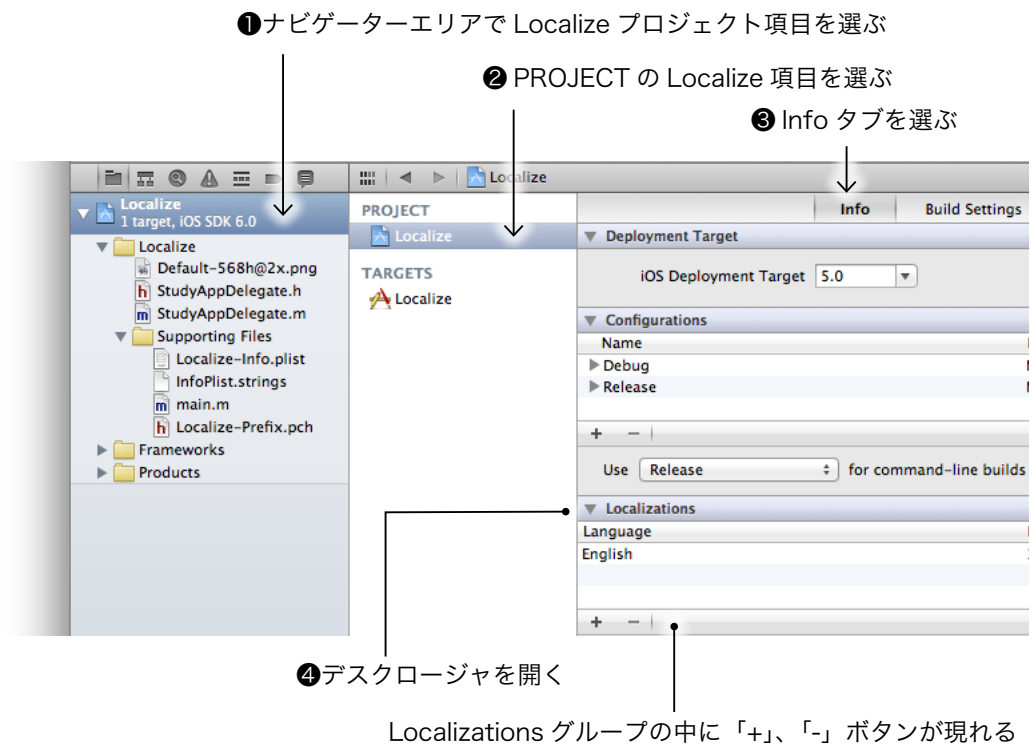 ❶ナビゲーターエリアで Localize プロジェクト項目を選ぶ
❷ PROJECT の Localize 項目を選ぶ
❸ Info タブを選ぶ
Localize
Localize
1 target, iOS SDK 6.0
PROJECT
Info
Build Settings
Localize
Deployment Target
Localize
Default-568h@2x.png
TARGETS
iOS Deployment Target
5.0
StudyAppDelegate.h
Localize
StudyAppDelegate.m
Configurations
Supporting Files
Name
Localize-Info.plist
Debug
InfoPlist.strings
Release
main.m
Localize-Prefix.pch
+ -
Frameworks
Use Release for command-line builds
Products
Localizations
Language
English
+ -
❹デスクロージャを開く
Localizations グループの中に「+」、「-」ボタンが現れる